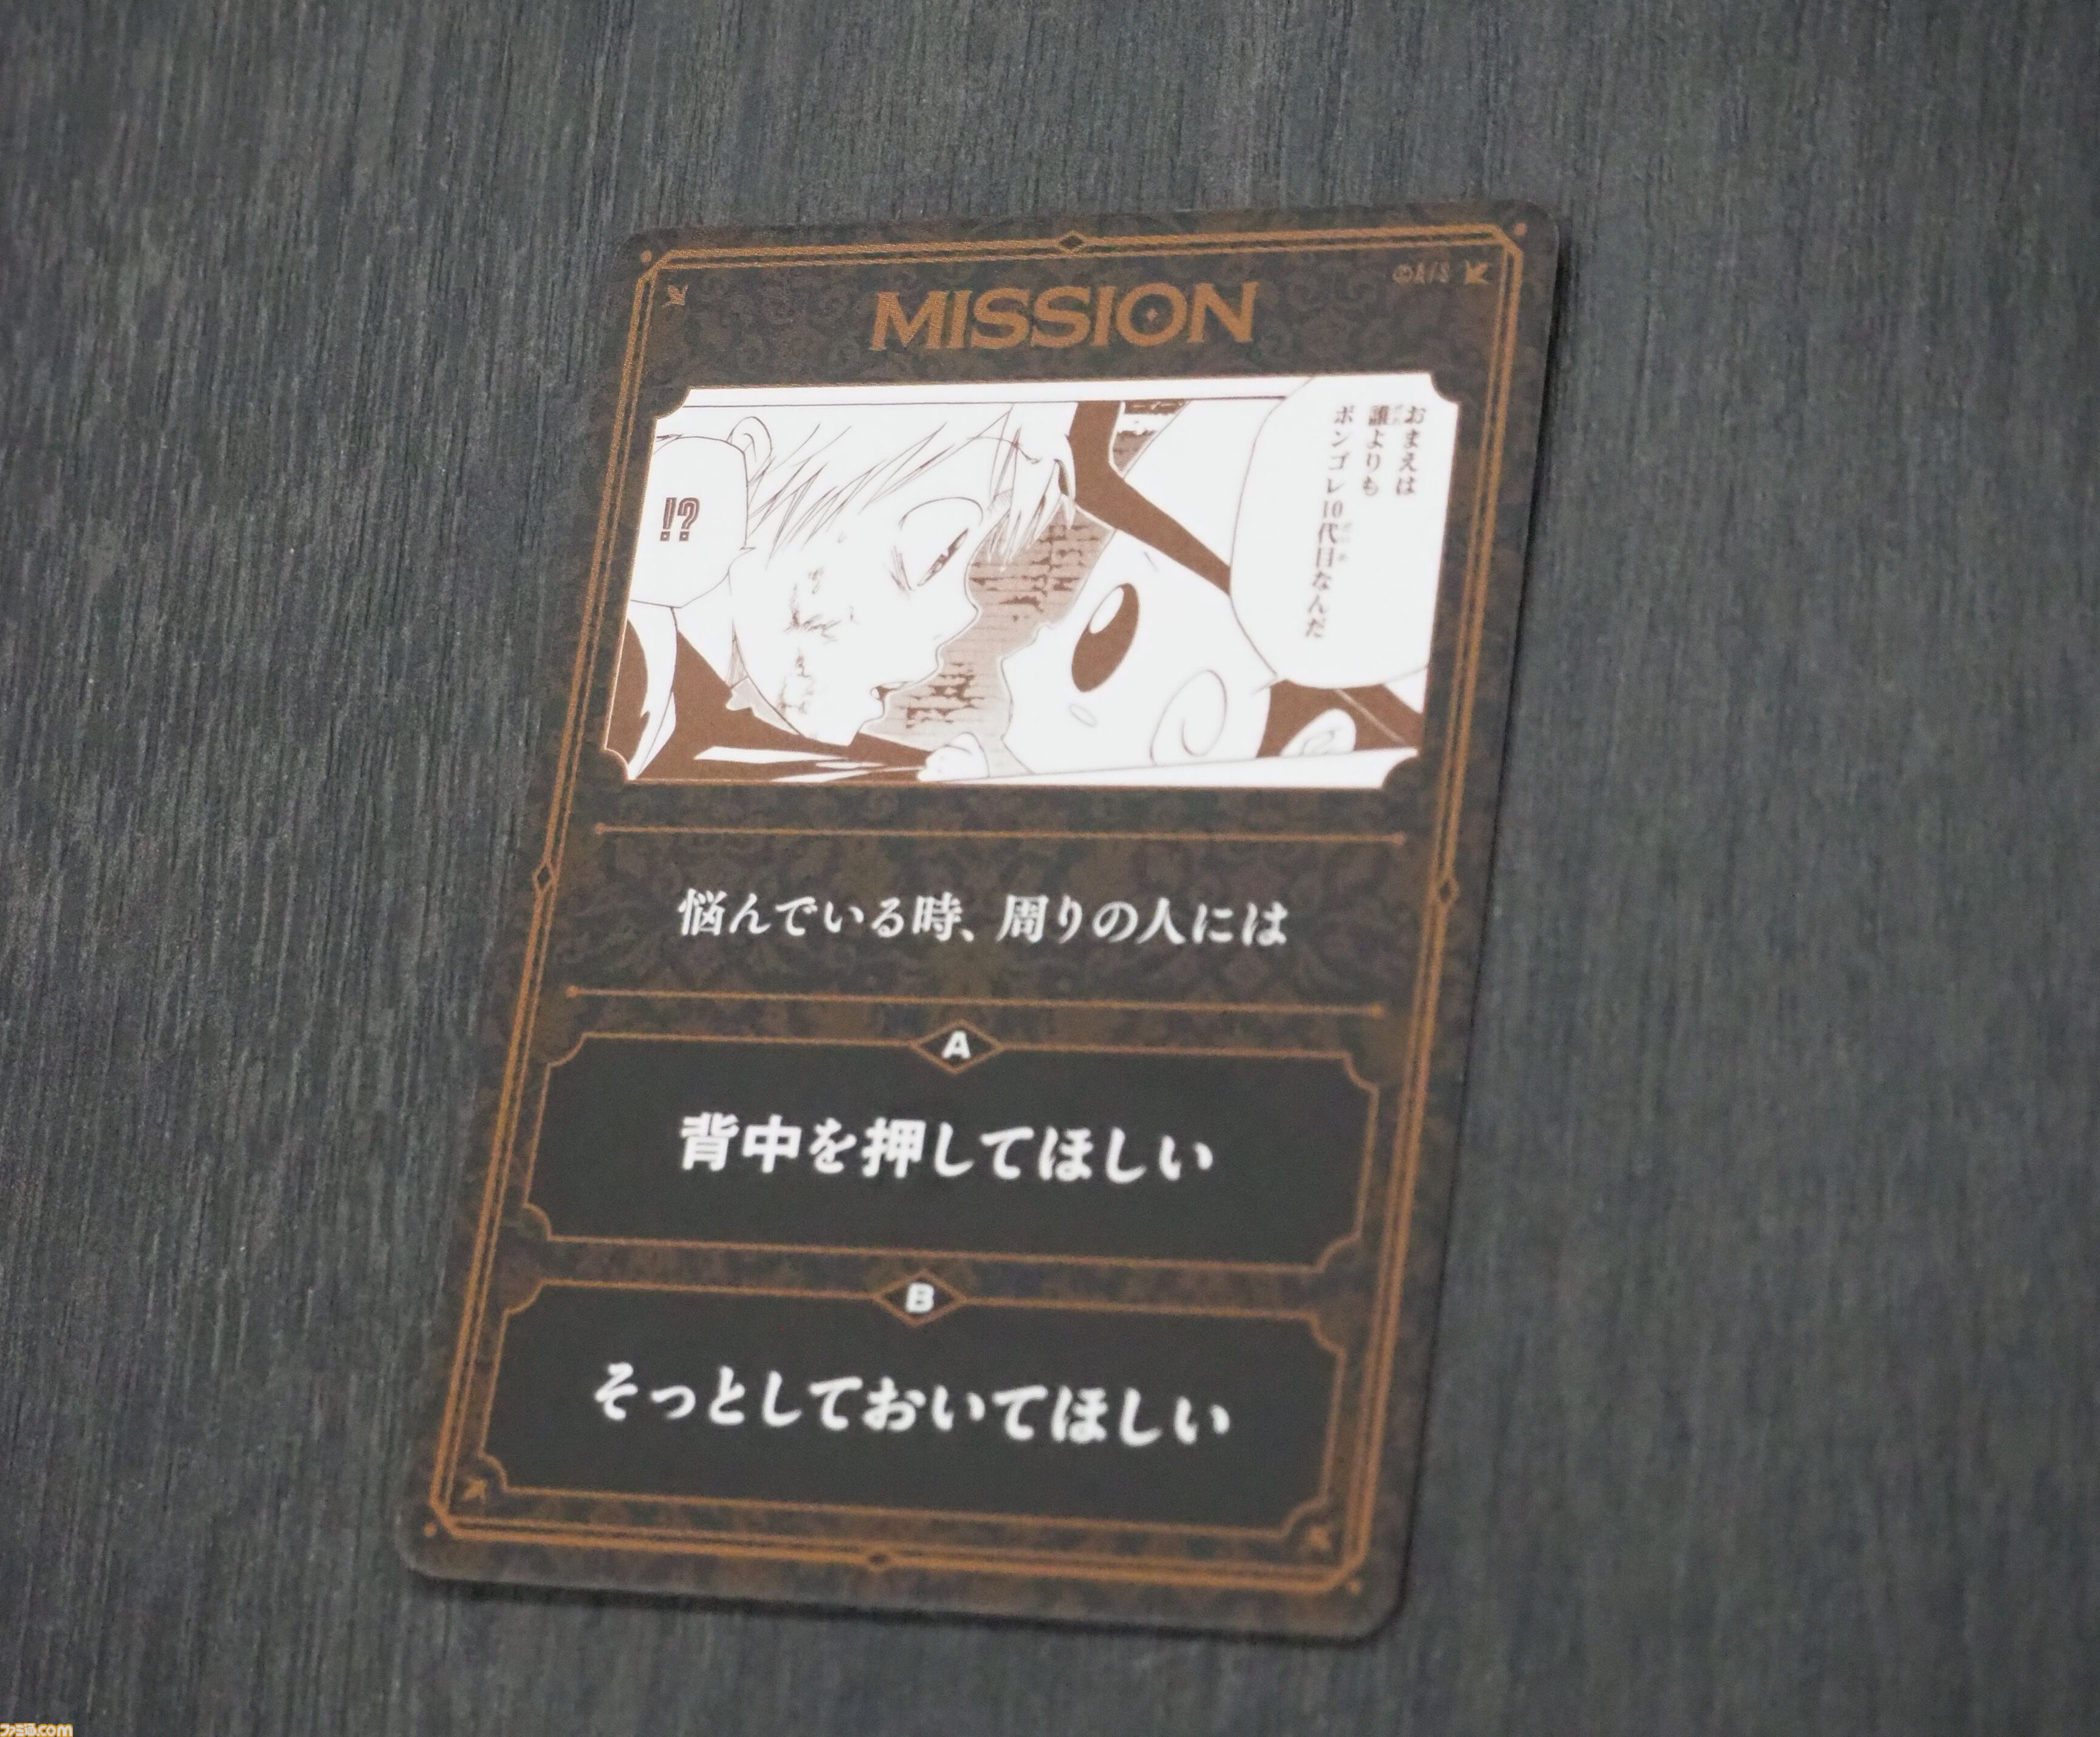 MISSION
©A/S
おまえは
誰よりも
ボンゴレ10代目なんだ
!?
悩んでいる時、周りの人には
A
背中を押してほしい
B
そっとしておいてほしい
ファミ通.com